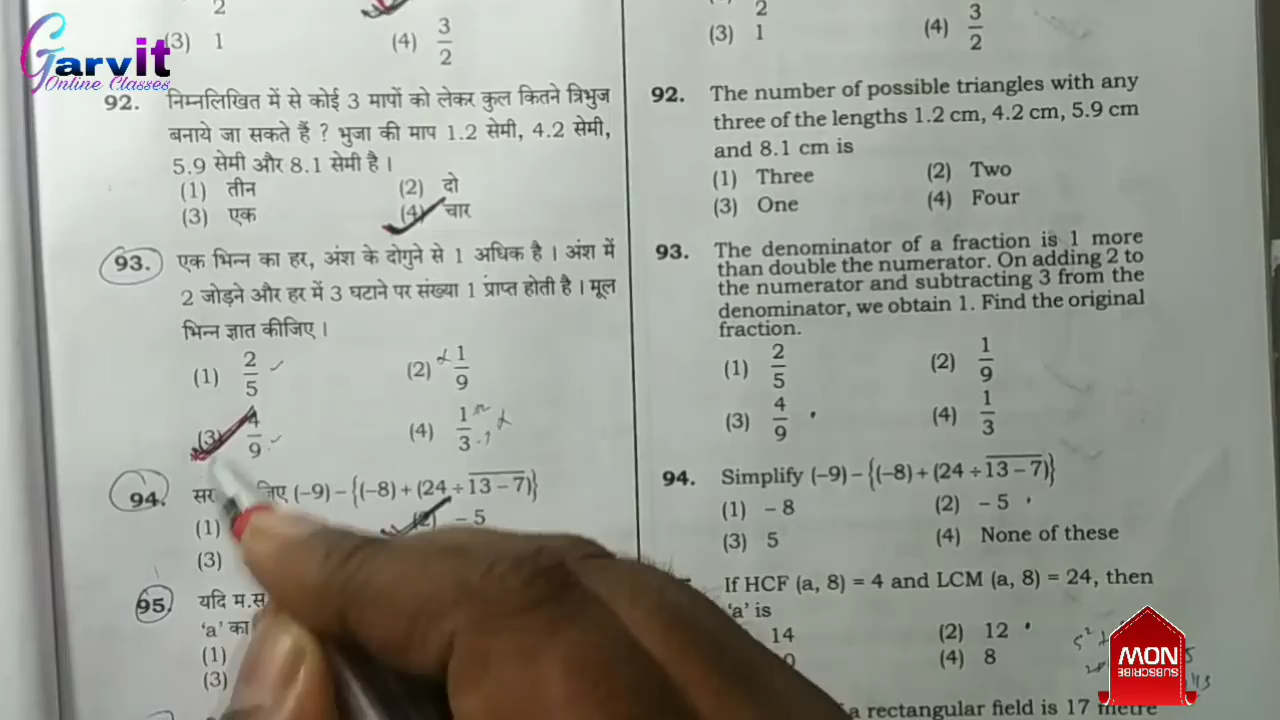 Garvit
Online Classes
2
(3) 1
(4) 3/2
92. निम्नलिखित में से कोई 3 मापों को लेकर कुल कितने त्रिभुज
बनाये जा सकते हैं ? भुजा की माप 1.2 सेमी, 4.2 सेमी,
5.9 सेमी और 8.1 सेमी है ।
(1) तीन
(2) दो
(3) एक
(4) चार
93. एक भिन्न का हर, अंश के दोगुने से 1 अधिक है । अंश में
2 जोड़ने और हर में 3 घटाने पर संख्या 1 प्राप्त होती है । मूल
भिन्न ज्ञात कीजिए ।
(1) 2/5
(2) 1/9
(3) 4/9
(4) 1/3
94.
(-9) – {(-8) + (24 ÷ 13 – 7)}
(1)
(2) – 5
(3)
95. यदि
‘a’ का
(1)
(3)
2
(3) 1
(4) 3/2
92. The number of possible triangles with any
three of the lengths 1.2 cm, 4.2 cm, 5.9 cm
and 8.1 cm is
(1) Three
(2) Two
(3) One
(4) Four
93. The denominator of a fraction is 1 more
than double the numerator. On adding 2 to
the numerator and subtracting 3 from the
denominator, we obtain 1. Find the original
fraction.
(1) 2/5
(2) 1/9
(3) 4/9
(4) 1/3
94. Simplify (–9) – {(–8) + (24 ÷ 13 – 7)}
(1) – 8
(2) – 5
(3) 5
(4) None of these
If HCF (a, 8) = 4 and LCM (a, 8) = 24, then
‘a’ is
14
(2) 12
(4) 8
a rectangular field is 17 metre
NOW
SUBSCRIBE